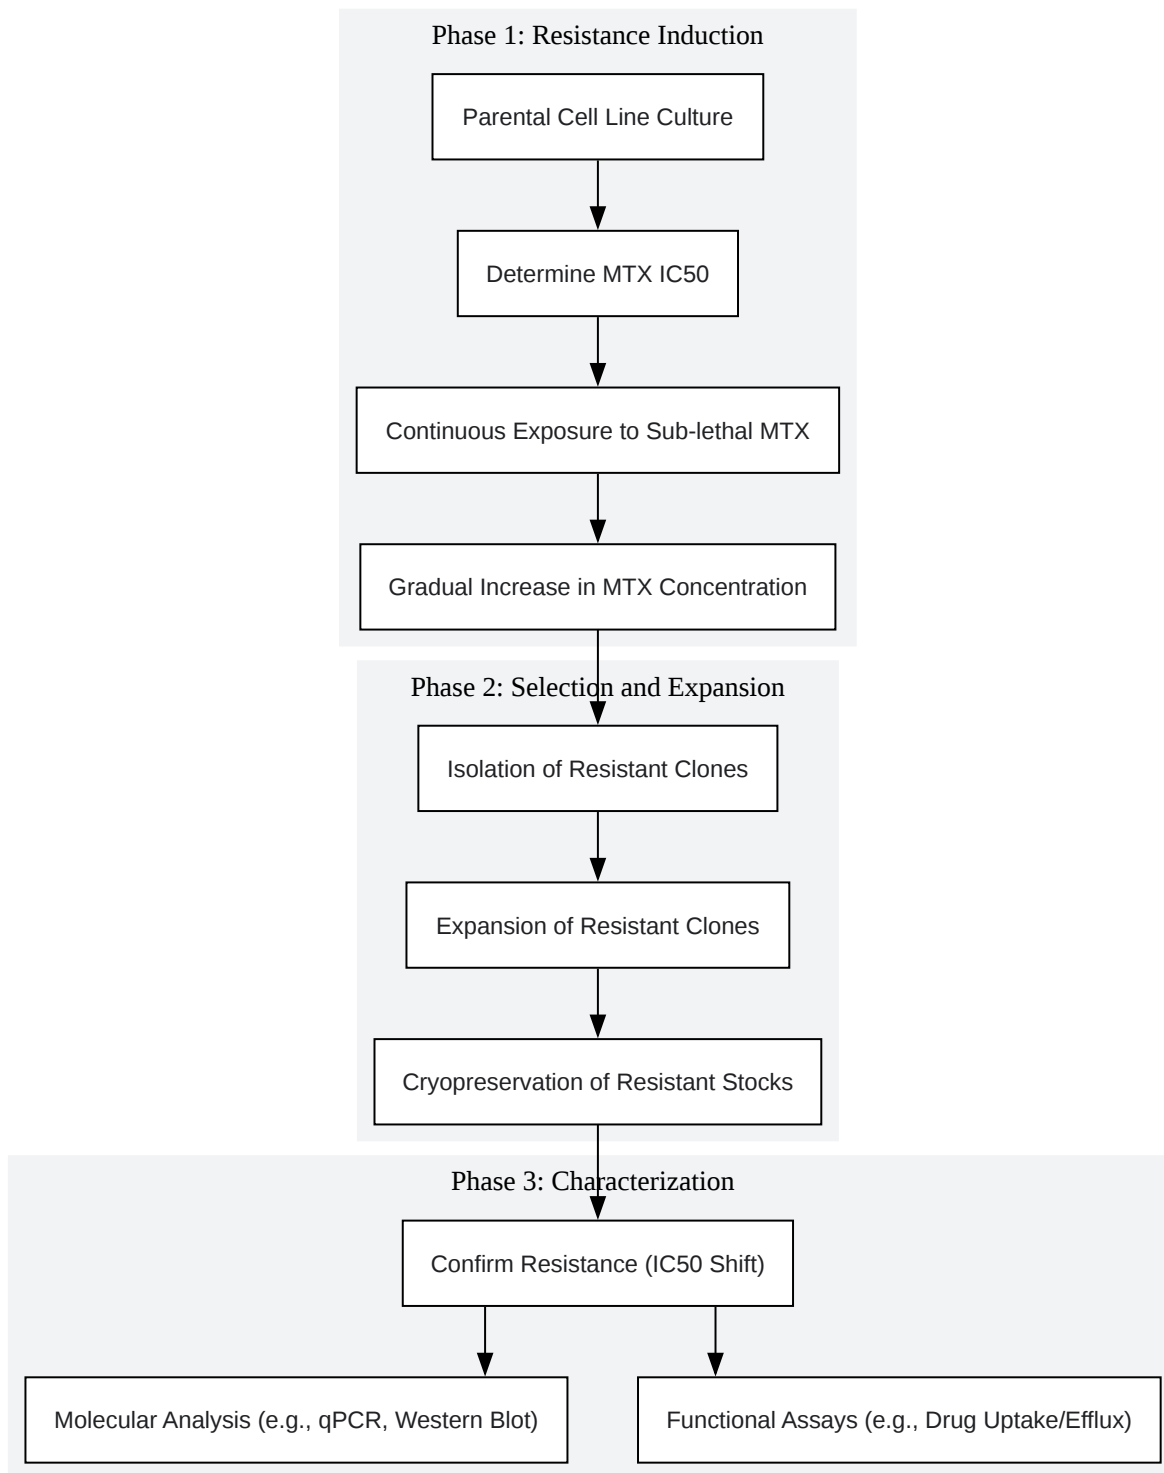 Phase 1: Resistance Induction
Parental Cell Line Culture
Determine MTX IC50
Continuous Exposure to Sub-lethal MTX
Gradual Increase in MTX Concentration
Phase 2: Selection and Expansion
Isolation of Resistant Clones
Expansion of Resistant Clones
Cryopreservation of Resistant Stocks
Phase 3: Characterization
Confirm Resistance (IC50 Shift)
Molecular Analysis (e.g., qPCR, Western Blot)
Functional Assays (e.g., Drug Uptake/Efflux)